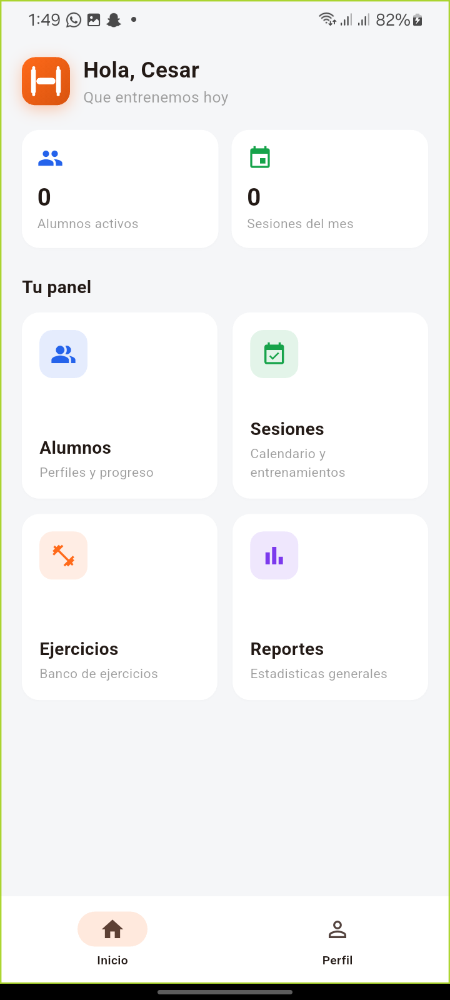 1:49
82%
Hola, Cesar
Que entrenemos hoy
0
Alumnos activos
0
Sesiones del mes
Tu panel
Alumnos
Perfiles y progreso
Sesiones
Calendario y
entrenamientos
Ejercicios
Banco de ejercicios
Reportes
Estadisticas generales
Inicio
Perfil